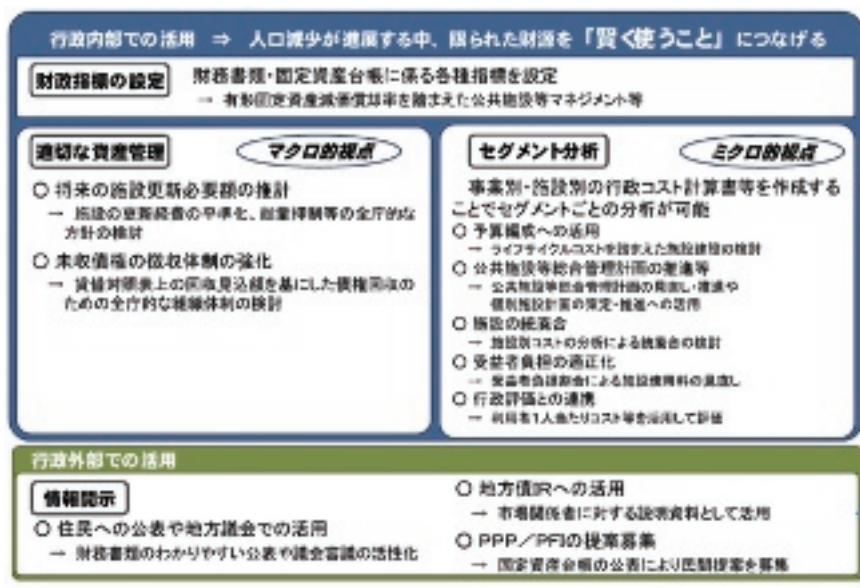 行政内部での活用 ⇒ 人口減少が進展する中、限られた財源を「賢く使うこと」につなげる
財政指標の設定
財務書類・固定資産台帳に係る各種指標を設定
→ 有形固定資産減価償却率を踏まえた公共施設等マネジメント等
適切な資産管理
マクロ的視点
○ 将来の施設更新必要額の推計
→ 施設の更新経費の平準化、総量抑制等の全庁的な
方針の検討
○ 未収債権の徴収体制の強化
→ 貸借対照表上の回収見込額を基にした債権回収の
ための全庁的な組織体制の検討
セグメント分析
ミクロ的視点
事業別・施設別の行政コスト計算書等を作成する
ことでセグメントごとの分析が可能
○ 予算編成への活用
→ ライフサイクルコストを踏まえた施設建設の検討
○ 公共施設等総合管理計画の推進等
→ 公共施設等総合管理計画の見直し・推進や
個別施設計画の策定・推進への活用
○ 施設の統廃合
→ 施設別コストの分析による統廃合の検討
○ 受益者負担の適正化
→ 受益者負担割合による施設使用料の見直し
○ 行政評価との連携
→ 利用者1人当たりコスト等を活用して評価
行政外部での活用
情報開示
○ 住民への公表や地方議会での活用
→ 財務書類のわかりやすい公表や議会審議の活性化
○ 地方債IRへの活用
→ 市場関係者に対する説明資料として活用
○ PPP/PFIの提案募集
→ 固定資産台帳の公表により民間提案を募集